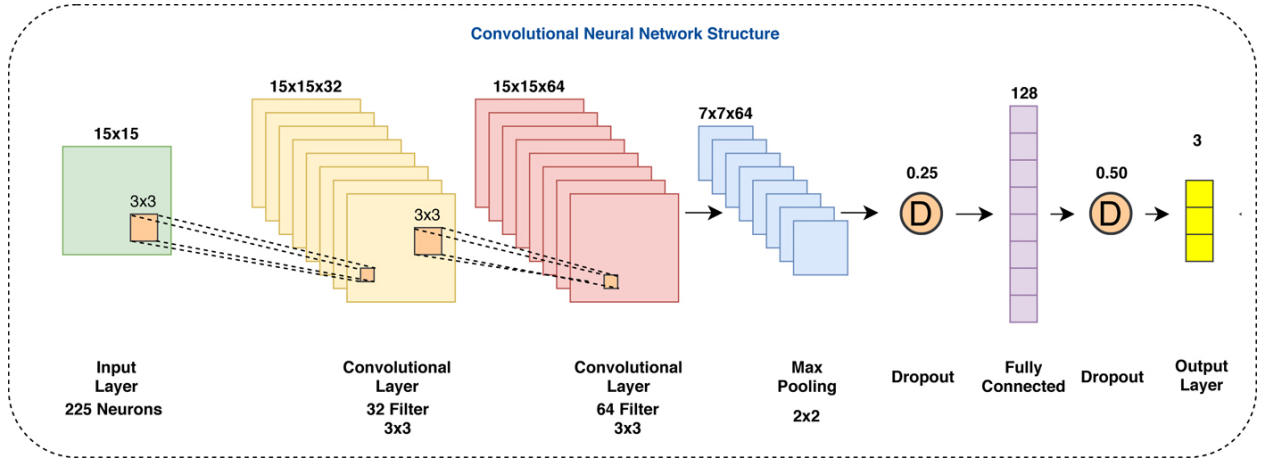 Convolutional Neural Network Structure
15x15
3x3
15x15x32
3x3
15x15x64
7x7x64
0.25
D
128
0.50
D
3
Input
Layer
225 Neurons
Convolutional
Layer
32 Filter
3x3
Convolutional
Layer
64 Filter
3x3
Max
Pooling
2x2
Dropout
Fully
Connected
Dropout
Output
Layer